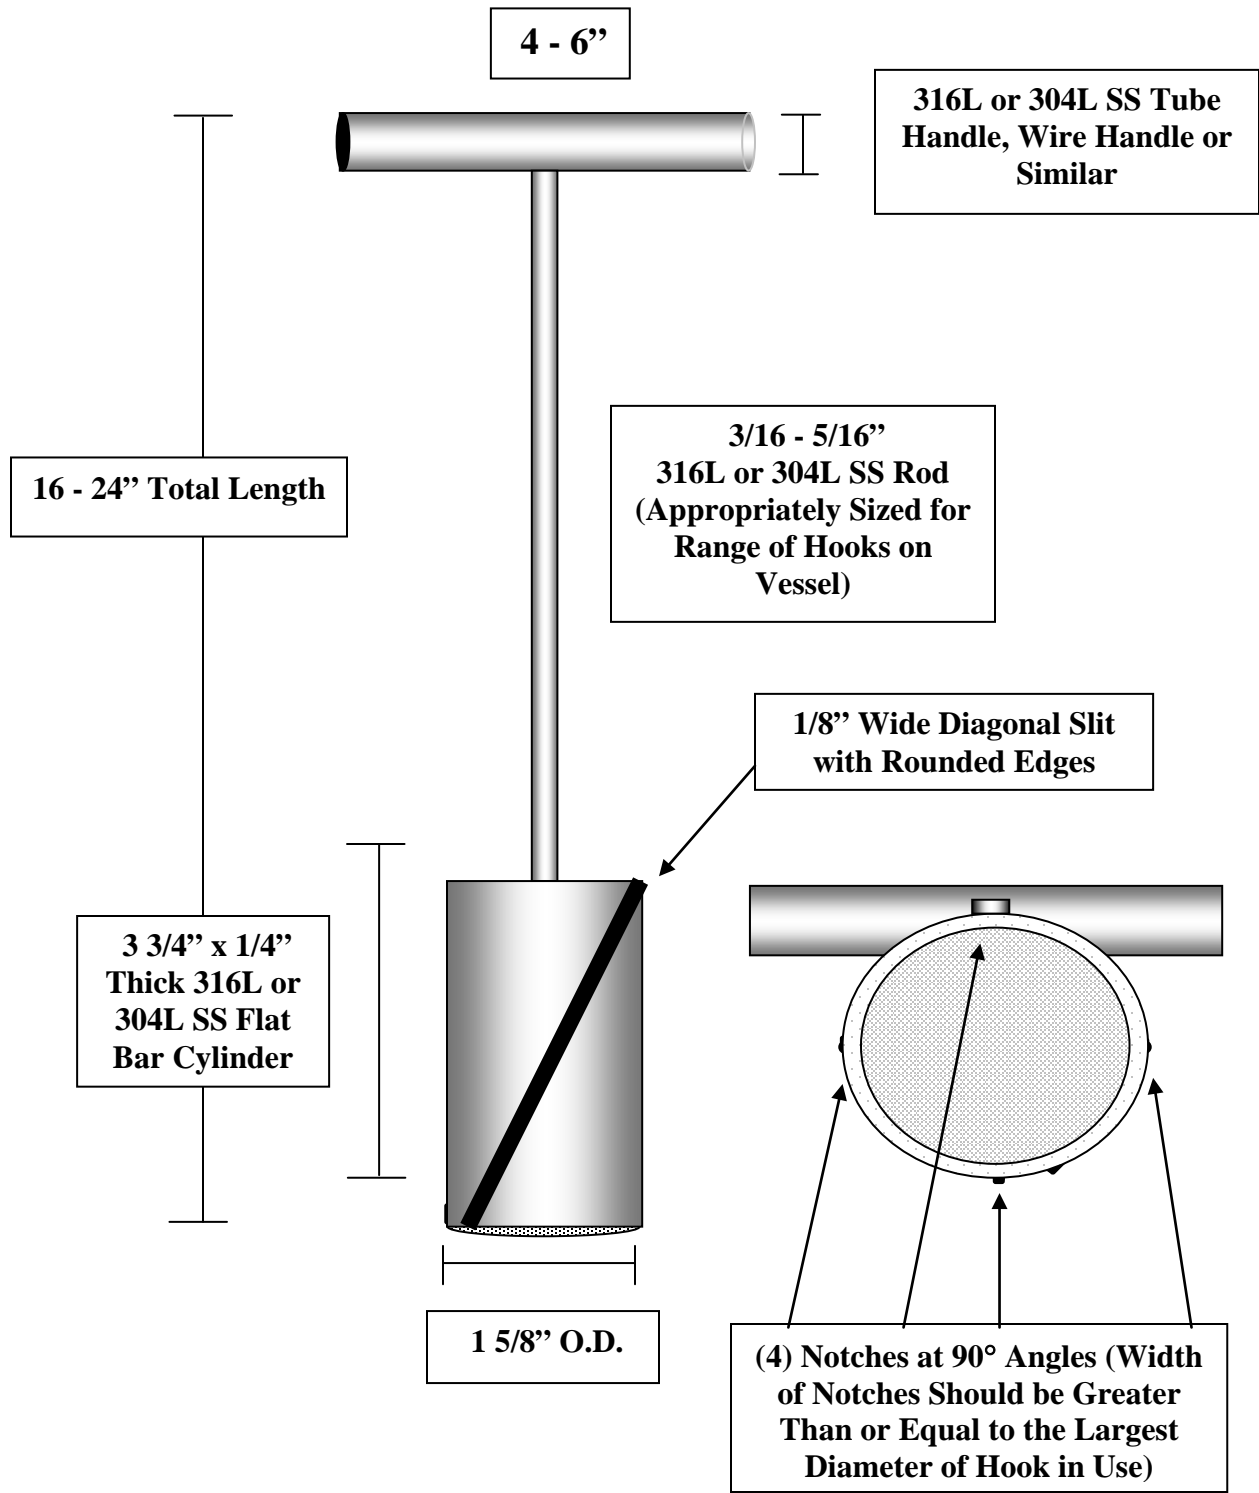 4 - 6”
316L or 304L SS Tube
Handle, Wire Handle or
Similar
16 - 24” Total Length
3/16 - 5/16”
316L or 304L SS Rod
(Appropriately Sized for
Range of Hooks on
Vessel)
1/8” Wide Diagonal Slit
with Rounded Edges
3 3/4” x 1/4”
Thick 316L or
304L SS Flat
Bar Cylinder
1 5/8” O.D.
(4) Notches at 90° Angles (Width
of Notches Should be Greater
Than or Equal to the Largest
Diameter of Hook in Use)